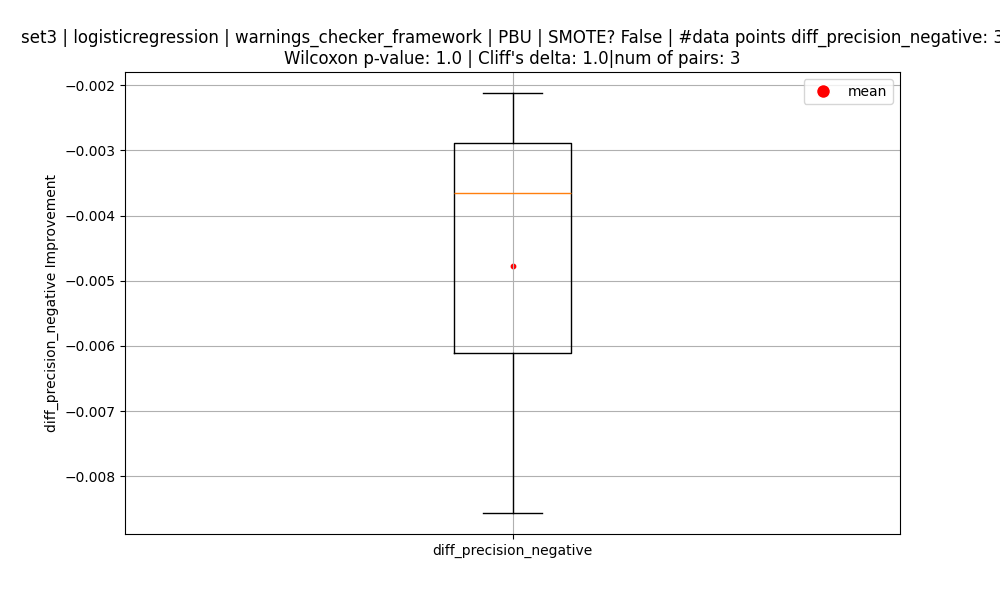 set3 | logisticregression | warnings_checker_framework | PBU | SMOTE? False | #data points diff_precision_negative: 3
Wilcoxon p-value: 1.0 | Cliff's delta: 1.0|num of pairs: 3
mean
−0.002
−0.003
−0.004
−0.005
−0.006
−0.007
−0.008
diff_precision_negative Improvement
diff_precision_negative